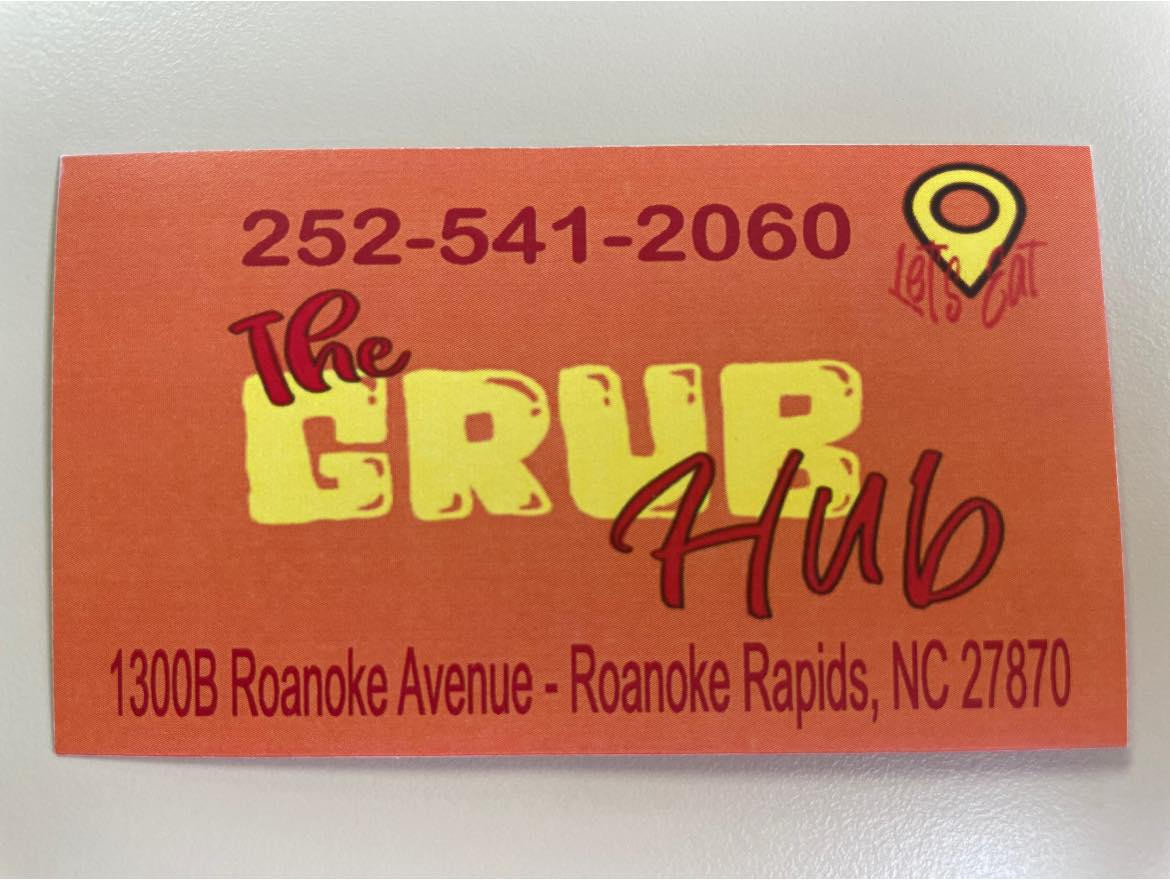 252-541-2060
Let's Eat
The
GRUB
Hub
1300B Roanoke Avenue - Roanoke Rapids, NC 27870